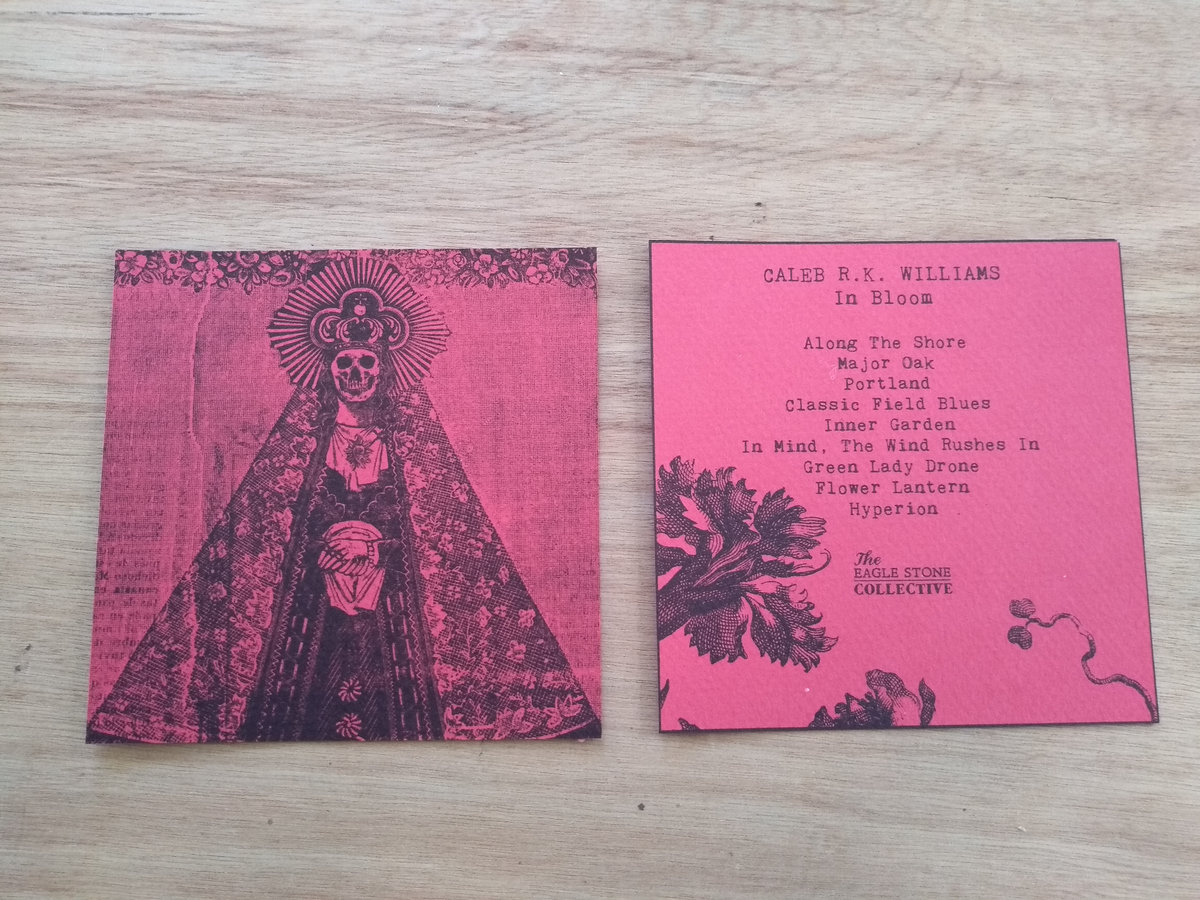 CALEB R.K. WILLIAMS
In Bloom
Along The Shore
Major Oak
Portland
Classic Field Blues
Inner Garden
In Mind, The Wind Rushes In
Green Lady Drone
Flower Lantern
Hyperion
The
EAGLE STONE
COLLECTIVE